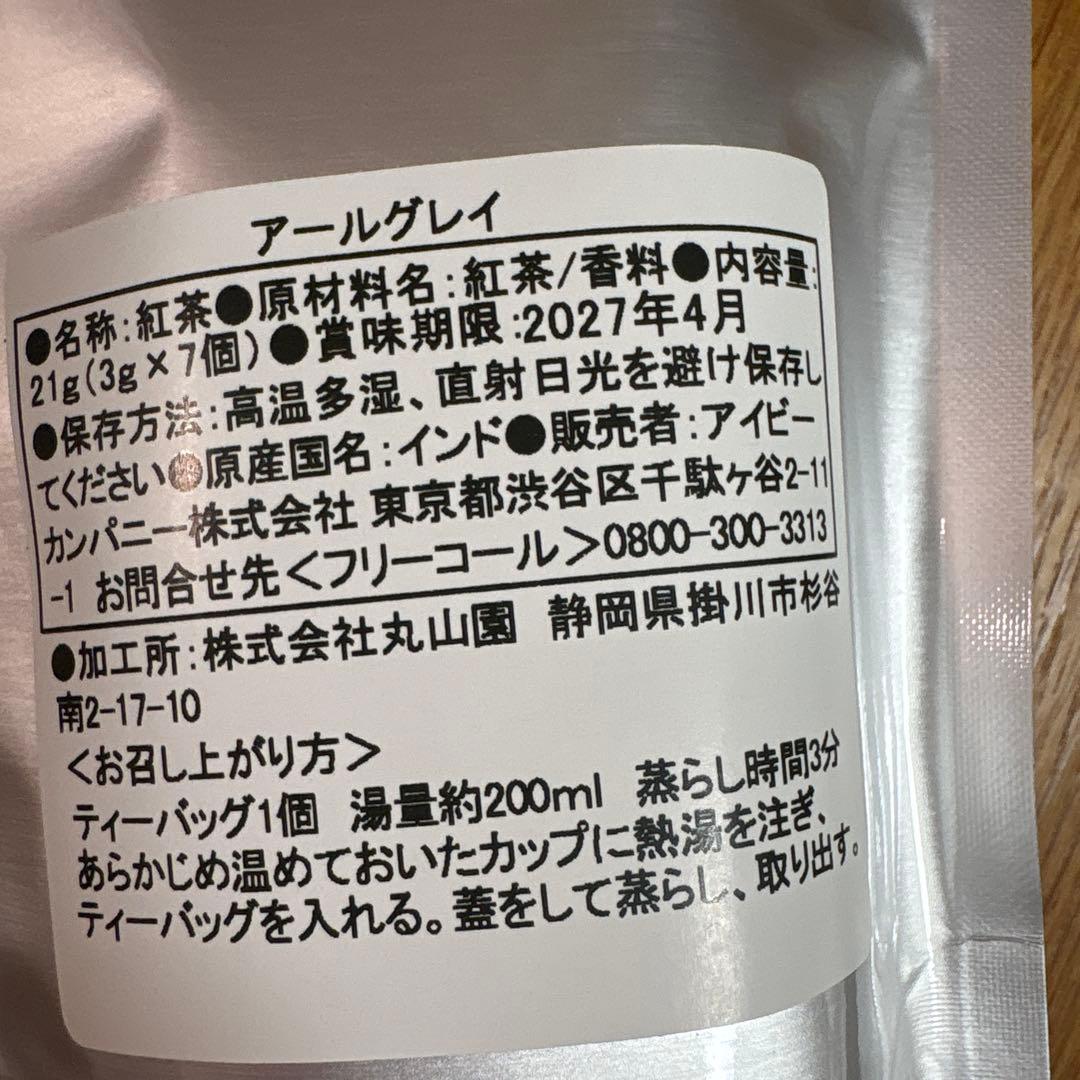 アールグレイ
●名称:紅茶●原材料名:紅茶/香料●内容量:
21g(3g×7個)●賞味期限:2027年4月
●保存方法:高温多湿、直射日光を避け保存し
てください●原産国名:インド●販売者:アイビー
カンパニー株式会社 東京都渋谷区千駄ヶ谷2-11
-1 お問合せ先<フリーコール>0800-300-3313
●加工所:株式会社丸山園 静岡県掛川市杉谷
南2-17-10
<お召し上がり方>
ティーバッグ1個 湯量約200ml 蒸らし時間3分
あらかじめ温めておいたカップに熱湯を注ぎ、
ティーバッグを入れる。蓋をして蒸らし、取り出す。